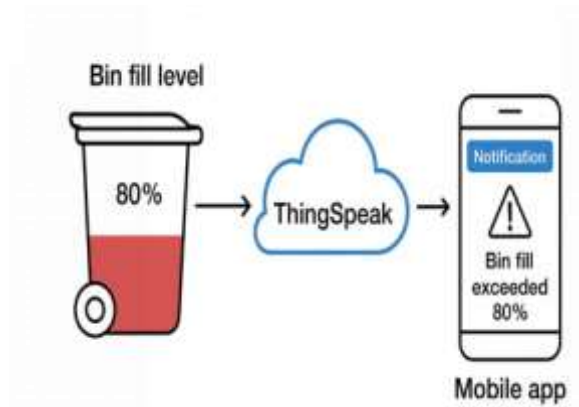 Bin fill level
80%
ThingSpeak
Notification
Bin fill
exceeded
80%
Mobile app